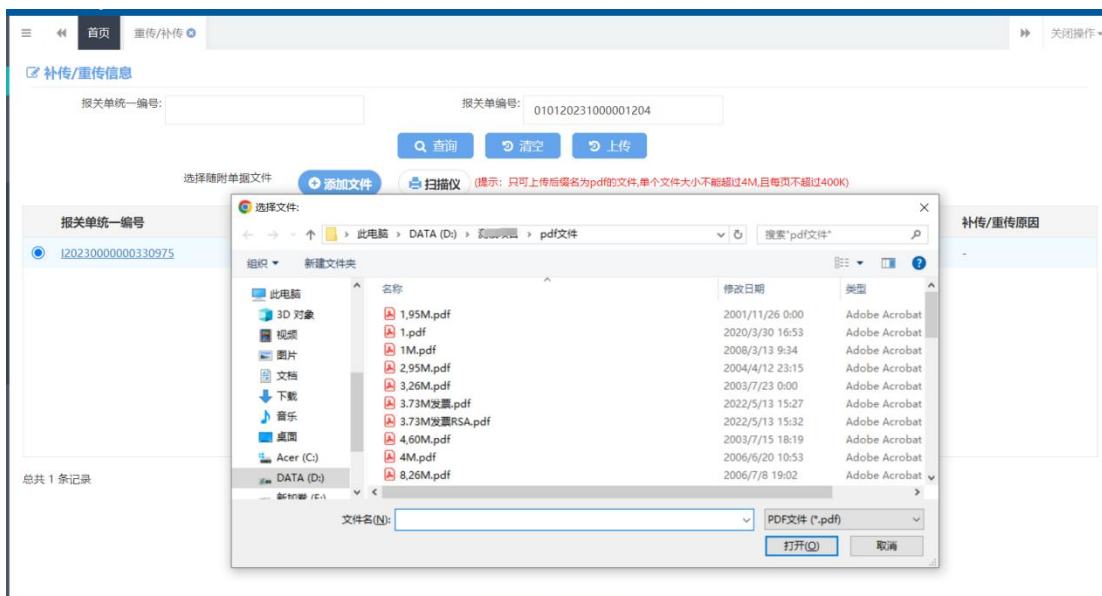 首页 重传/补传 关闭操作
补传/重传信息
报关单统一编号: 报关单编号: 010120231000001204
查询 清空 上传
选择随附单据文件 添加文件 扫描仪 (提示：只可上传后缀名为pdf的文件,单个文件大小不能超过4M,且每页不超过400K)
报关单统一编号 补传/重传原因
I20230000000330975 -
总共 1 条记录
选择文件:
此电脑 › DATA (D:) › › pdf文件 搜索"pdf文件"
组织 新建文件夹
此电脑
3D 对象
视频
图片
文档
下载
音乐
桌面
Acer (C:)
DATA (D:)
名称 修改日期 类型
1,95M.pdf 2001/11/26 0:00 Adobe Acrobat
1.pdf 2020/3/30 16:53 Adobe Acrobat
1M.pdf 2008/3/13 9:34 Adobe Acrobat
2,95M.pdf 2004/4/12 23:15 Adobe Acrobat
3,26M.pdf 2003/7/23 0:00 Adobe Acrobat
3.73M发票.pdf 2022/5/13 15:27 Adobe Acrobat
3.73M发票RSA.pdf 2022/5/13 15:32 Adobe Acrobat
4,60M.pdf 2003/7/15 18:19 Adobe Acrobat
4M.pdf 2006/6/20 10:53 Adobe Acrobat
8,26M.pdf 2006/7/8 19:02 Adobe Acrobat
文件名(N): PDF文件 (*.pdf)
打开(O) 取消